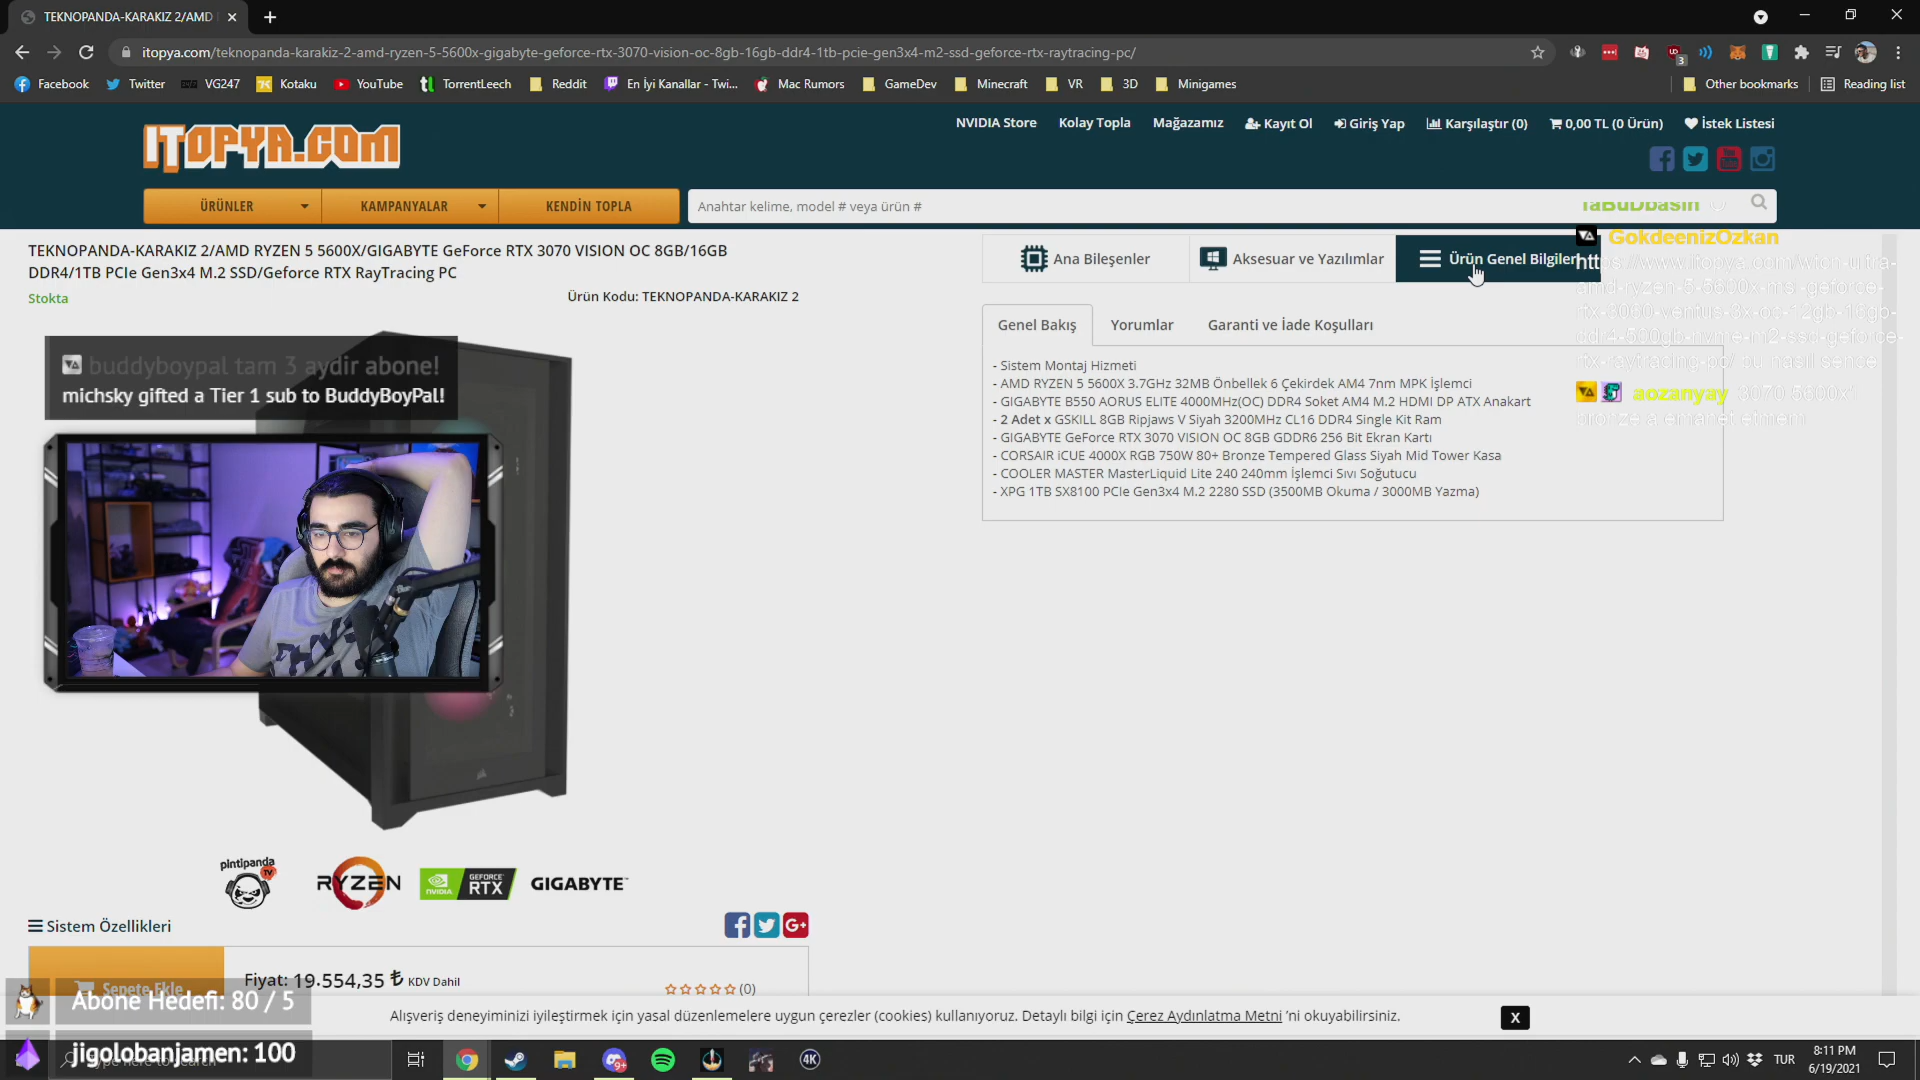 TEKNOPANDA-KARAKIZ 2/AMD
itopya.com/teknopanda-karakiz-2-amd-ryzen-5-5600x-gigabyte-geforce-rtx-3070-vision-oc-8gb-16gb-ddr4-1tb-pcie-gen3x4-m2-ssd-geforce-rtx-raytracing-pc/
Facebook Twitter VG247 Kotaku YouTube TorrentLeech Reddit En İyi Kanallar - Twi... Mac Rumors GameDev Minecraft VR 3D Minigames Other bookmarks Reading list
ITOPYA.COM
NVIDIA Store Kolay Topla Mağazamız Kayıt Ol Giriş Yap Karşılaştır (0) 0,00 TL (0 Ürün) İstek Listesi
ÜRÜNLER KAMPANYALAR KENDİN TOPLA Anahtar kelime, model # veya ürün #
TEKNOPANDA-KARAKIZ 2/AMD RYZEN 5 5600X/GIGABYTE GeForce RTX 3070 VISION OC 8GB/16GB
DDR4/1TB PCIe Gen3x4 M.2 SSD/Geforce RTX RayTracing PC
Stokta
Ürün Kodu: TEKNOPANDA-KARAKIZ 2
Ana Bileşenler Aksesuar ve Yazılımlar Ürün Genel Bilgiler
Genel Bakış Yorumlar Garanti ve İade Koşulları
- Sistem Montaj Hizmeti
- AMD RYZEN 5 5600X 3.7GHz 32MB Önbellek 6 Çekirdek AM4 7nm MPK İşlemci
- GIGABYTE B550 AORUS ELITE 4000MHz(OC) DDR4 Soket AM4 M.2 HDMI DP ATX Anakart
- 2 Adet x GSKILL 8GB Ripjaws V Siyah 3200MHz CL16 DDR4 Single Kit Ram
- GIGABYTE GeForce RTX 3070 VISION OC 8GB GDDR6 256 Bit Ekran Kartı
- CORSAIR iCUE 4000X RGB 750W 80+ Bronze Tempered Glass Siyah Mid Tower Kasa
- COOLER MASTER MasterLiquid Lite 240 240mm İşlemci Sıvı Soğutucu
- XPG 1TB SX8100 PCIe Gen3x4 M.2 2280 SSD (3500MB Okuma / 3000MB Yazma)
GokdeenizOzkan
aozanyay 3070 5600x i
bronze a emanet etmem
buddyboypal tam 3 aydir abone!
michsky gifted a Tier 1 sub to BuddyBoyPal!
pintipanda TV
RYZEN
NVIDIA GEFORCE RTX
GIGABYTE™
Sistem Özellikleri
G+
Sepete Ekle
Fiyat: 19.554,35 ₺ KDV Dahil
(0)
Abone Hedefi: 80 / 5
Alışveriş deneyiminizi iyileştirmek için yasal düzenlemelere uygun çerezler (cookies) kullanıyoruz. Detaylı bilgi için Çerez Aydınlatma Metni 'ni okuyabilirsiniz.
X
jigolobanjamen: 100
4K
TUR
8:11 PM
6/19/2021